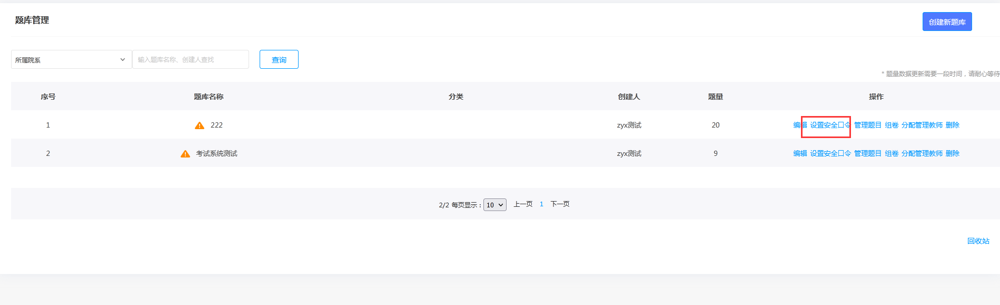 题库管理
创建新题库
所属院系 输入题库名称、创建人查找 查询
* 题量数据更新需要一段时间，请耐心等待
序号 题库名称 分类 创建人 题量 操作
1 222 zyx测试 20 编辑 设置安全口令 管理题目 组卷 分配管理教师 删除
2 考试系统测试 zyx测试 9 编辑 设置安全口令 管理题目 组卷 分配管理教师 删除
2/2 每页显示： 10 上一页 1 下一页
回收站